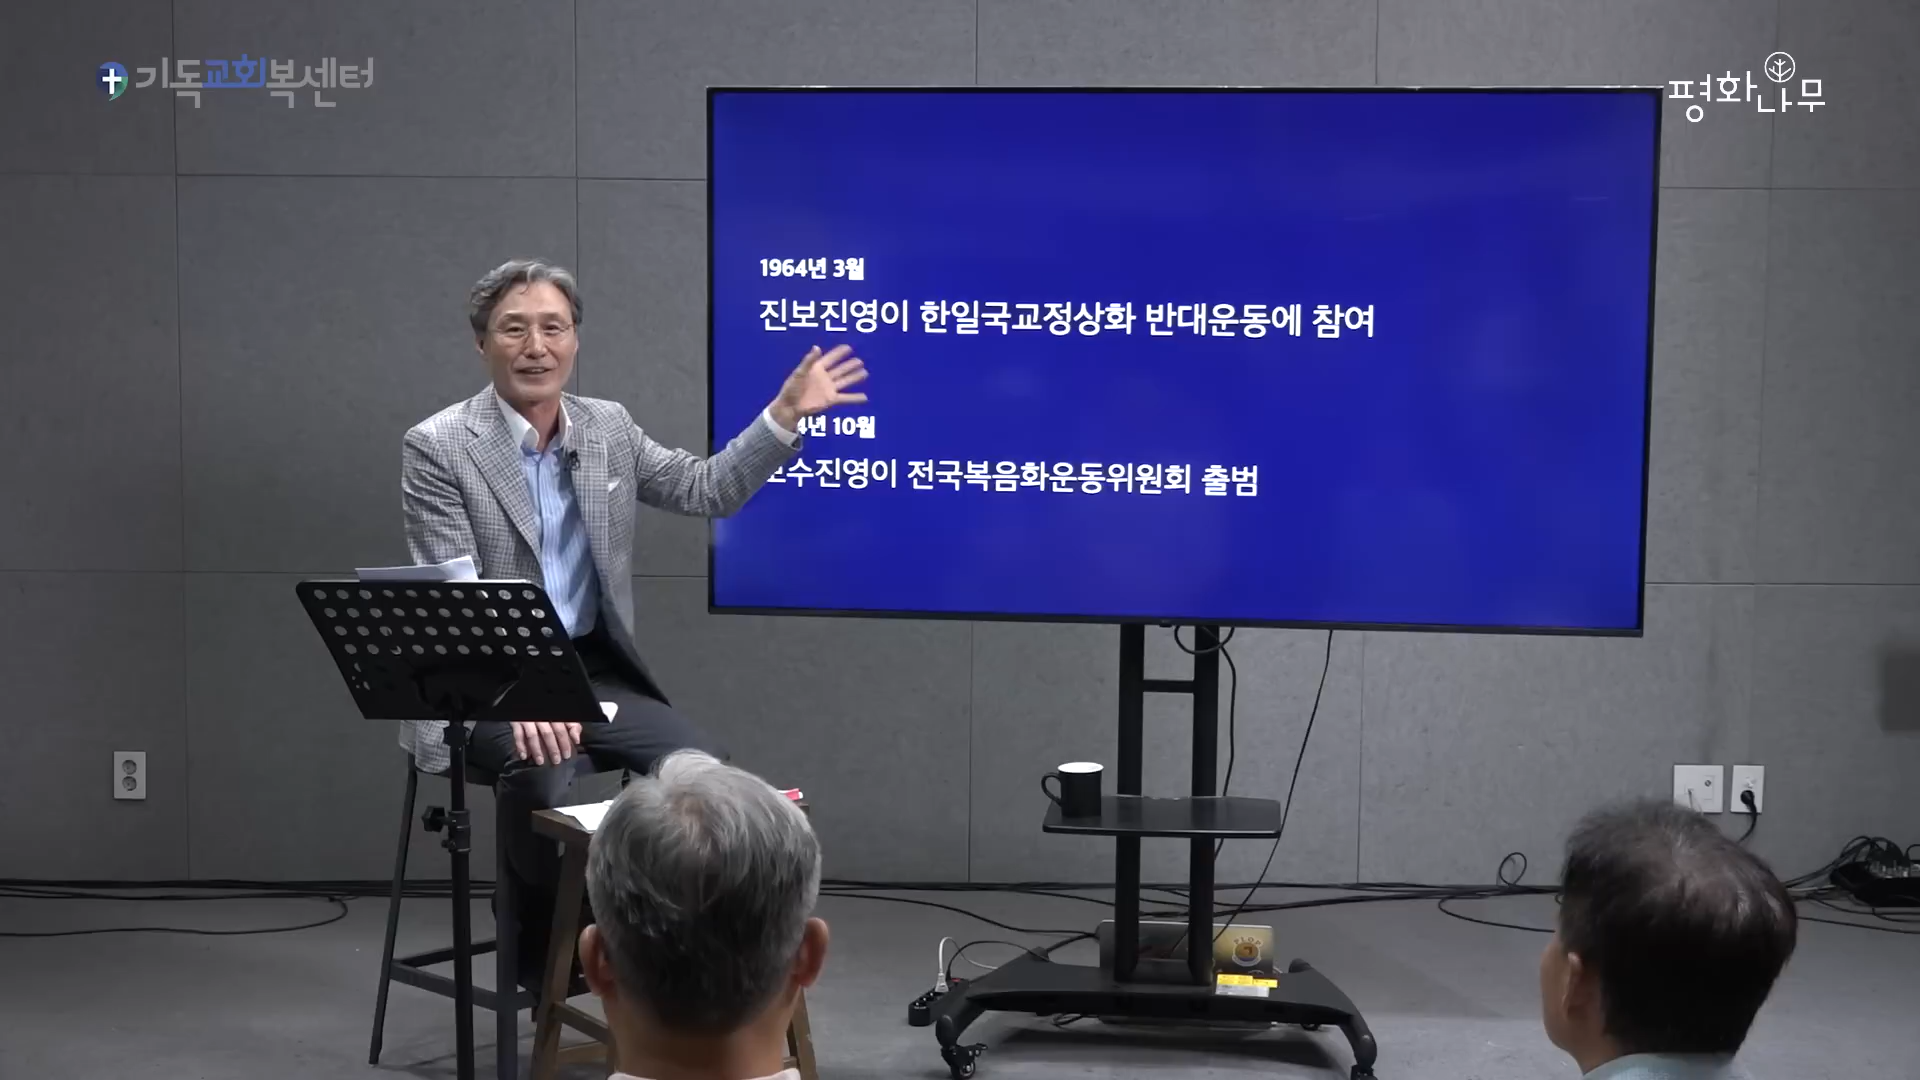 기독교회복센터
평화나무
1964년 3월
진보진영이 한일국교정상화 반대운동에 참여
4년 10월
보수진영이 전국복음화운동위원회 출범